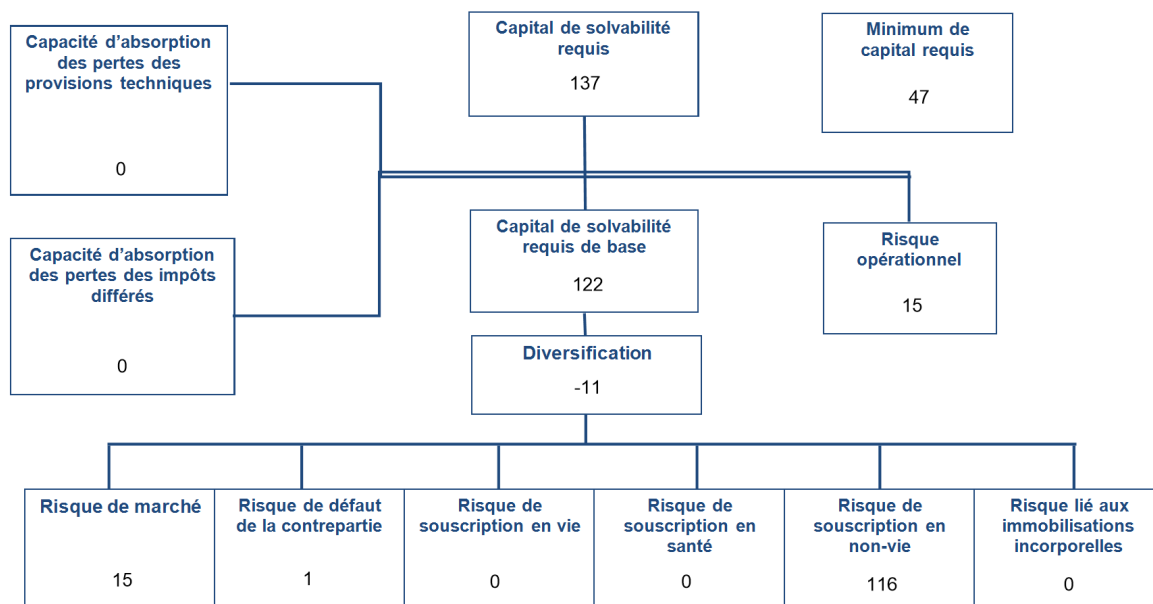 Capacité d'absorption
des pertes des
provisions techniques
0
Capital de solvabilité
requis
137
Minimum de
capital requis
47
Capacité d'absorption
des pertes des impôts
différés
0
Capital de solvabilité
requis de base
122
Risque
opérationnel
15
Diversification
-11
Risque de marché
15
Risque de défaut
de la contrepartie
1
Risque de
souscription en vie
0
Risque de
souscription en
santé
0
Risque de
souscription en
non-vie
116
Risque lié aux
immobilisations
incorporelles
0